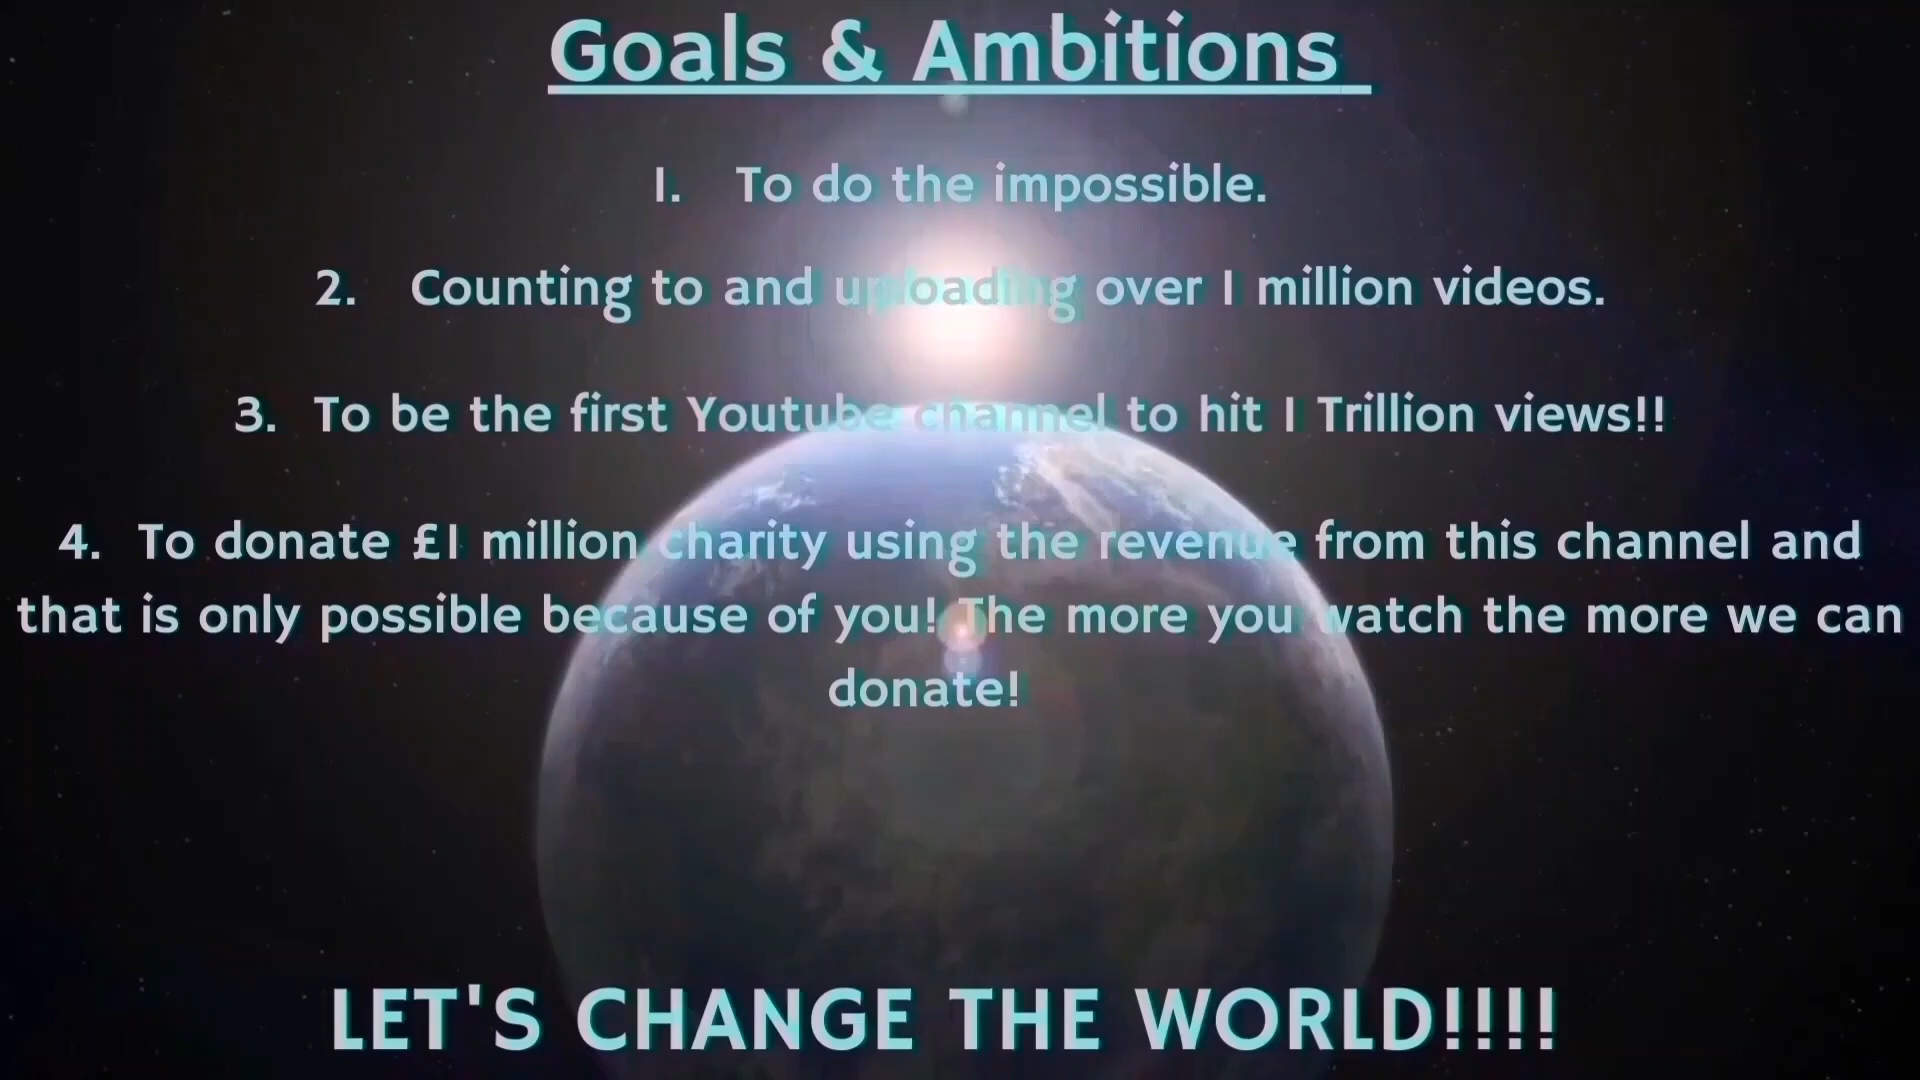 Goals & Ambitions
1. To do the impossible.
2. Counting to and uploading over 1 million videos.
3. To be the first Youtube channel to hit 1 Trillion views!!
4. To donate £1 million charity using the revenue from this channel and
that is only possible because of you! The more you watch the more we can
donate!
LET'S CHANGE THE WORLD!!!!